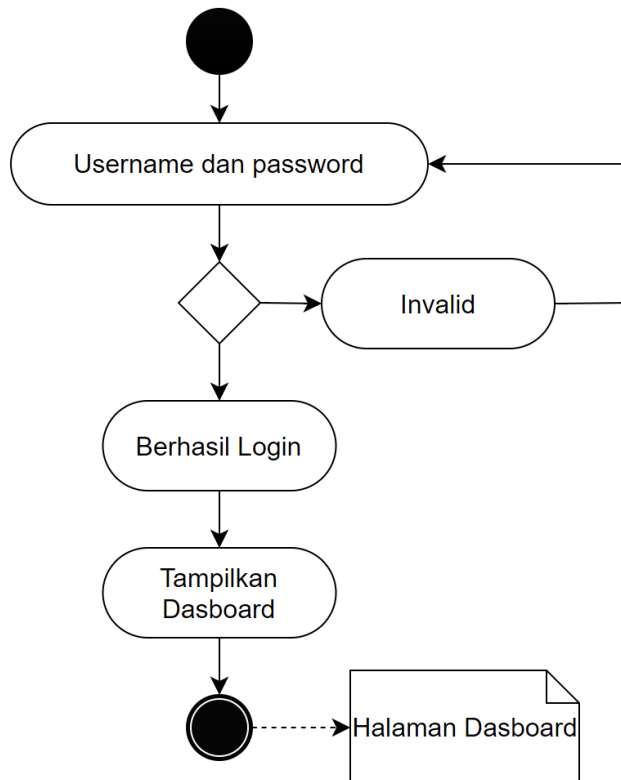 Username dan password
Invalid
Berhasil Login
Tampilkan
Dasboard
Halaman Dasboard